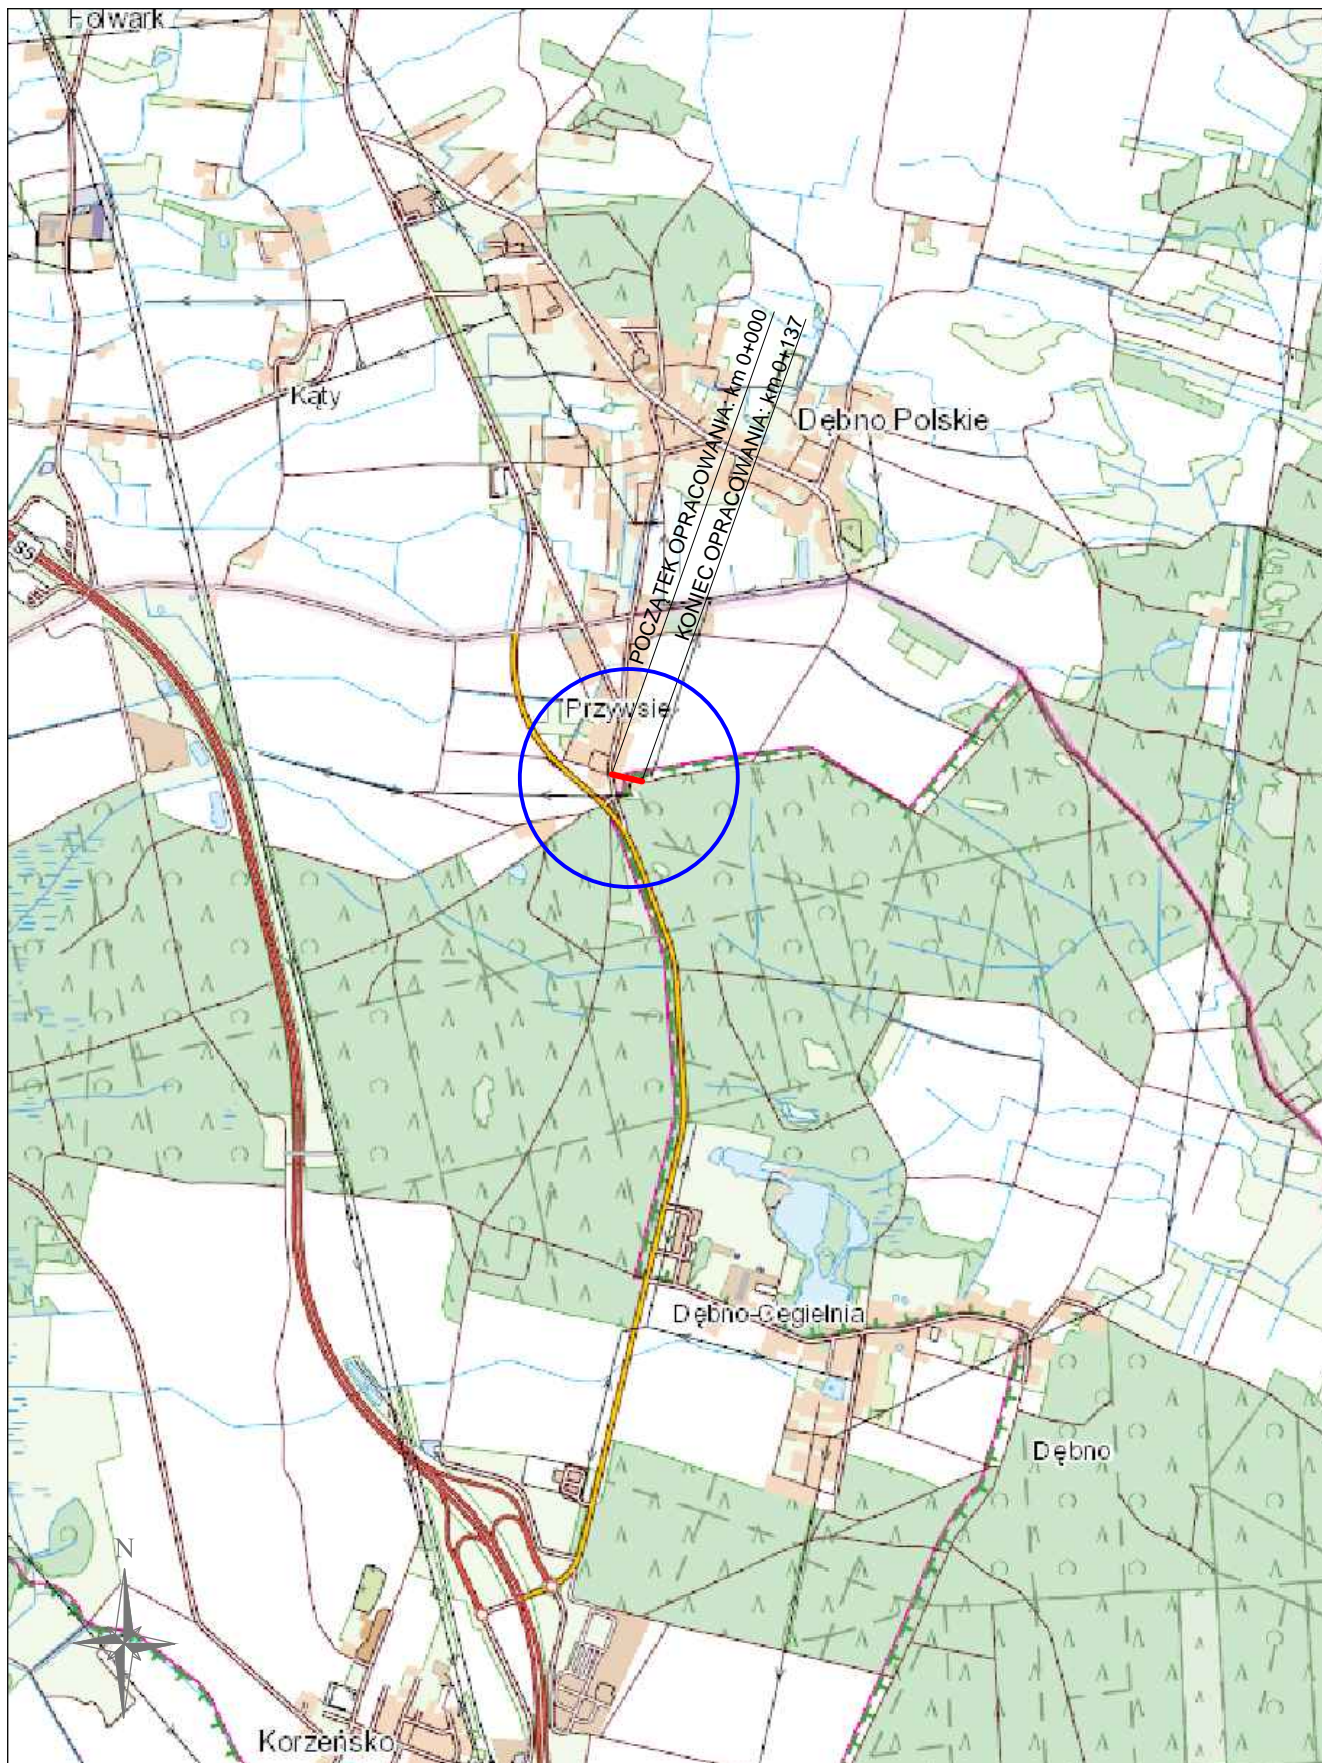 Folwark
Kąty
POCZĄTEK OPRACOWANIA: km 0+000
KONIEC OPRACOWANIA: km 0+137
Dębno Polskie
S5
Przywsie
Dębno-Cegielnia
Dębno
N
Korzeńsko